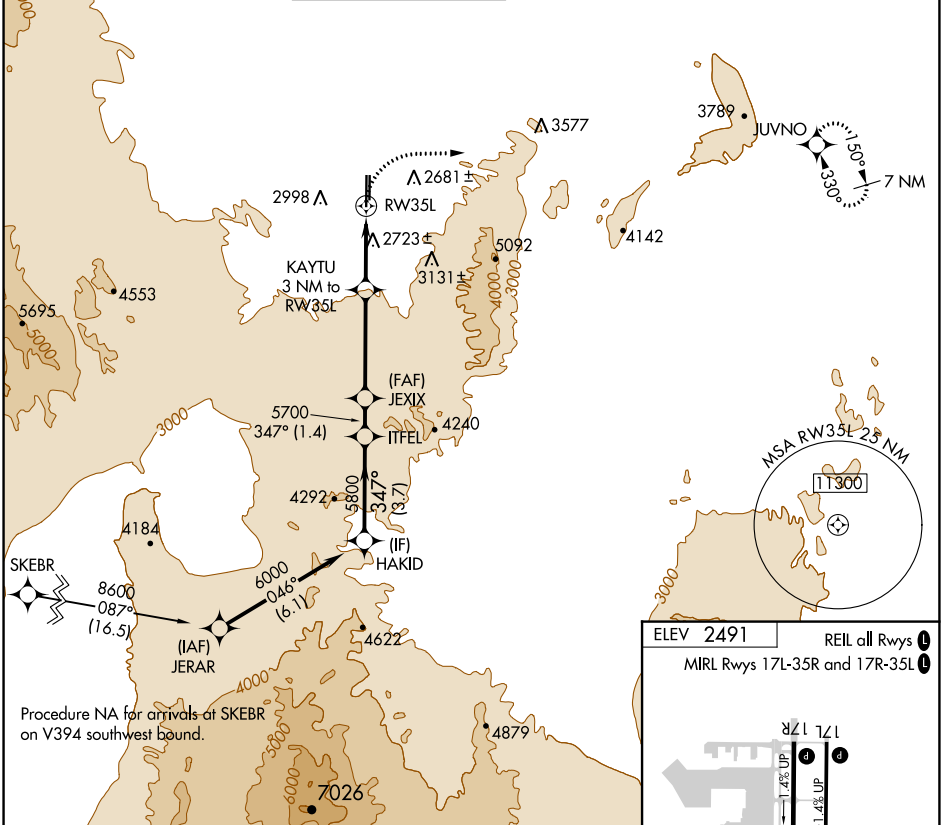 3789
JUVNO
150°
330°
7 NM
3577
2681±
2998
RW35L
2723±
3131±
5092
4000
3000
4142
KAYTU
3 NM to
RW35L
4553
5695
5000
(FAF)
JEXIX
5700
347° (1.4)
ITFEL
4240
3000
MSA RW35L 25 NM
11300
4292
5800
347°
(3.7)
4184
(IF)
HAKID
SKEBR
8600
087°
(16.5)
6000
046°
(6.1)
(IAF)
JERAR
4622
3000
4000
Procedure NA for arrivals at SKEBR
on V394 southwest bound.
5000
6000
7026
4879
ELEV 2491
REIL all Rwys L
MIRL Rwys 17L-35R and 17R-35L L
17R
17L
P
P
1.4% UP
1.4% UP